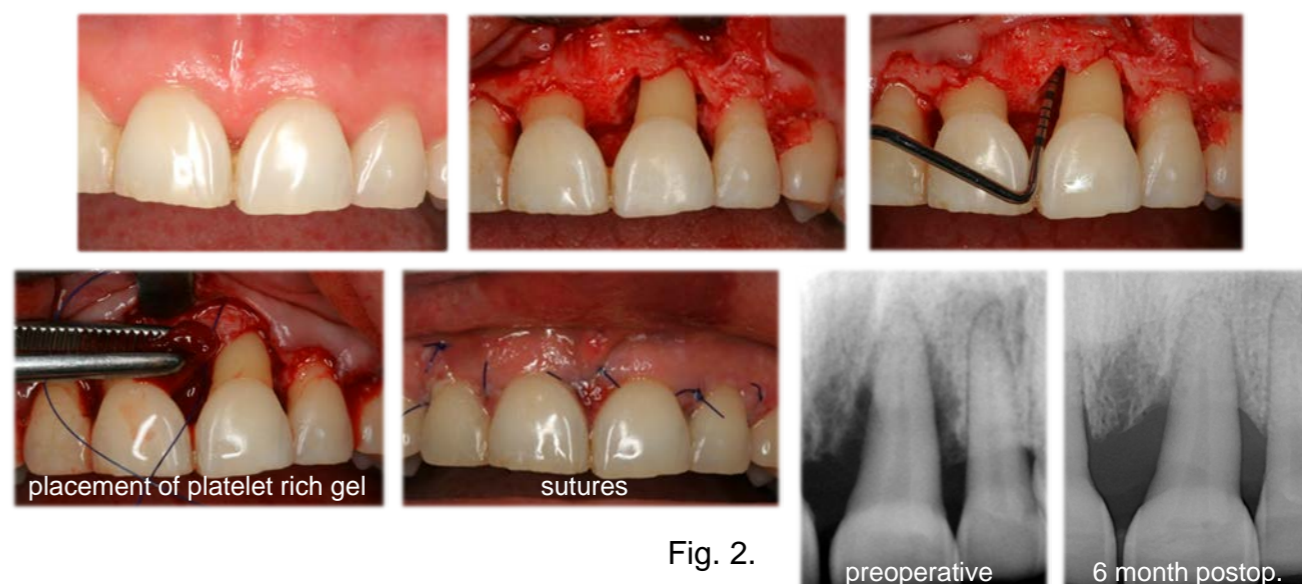 placement of platelet rich gel
sutures
Fig. 2.
preoperative
6 month postop.